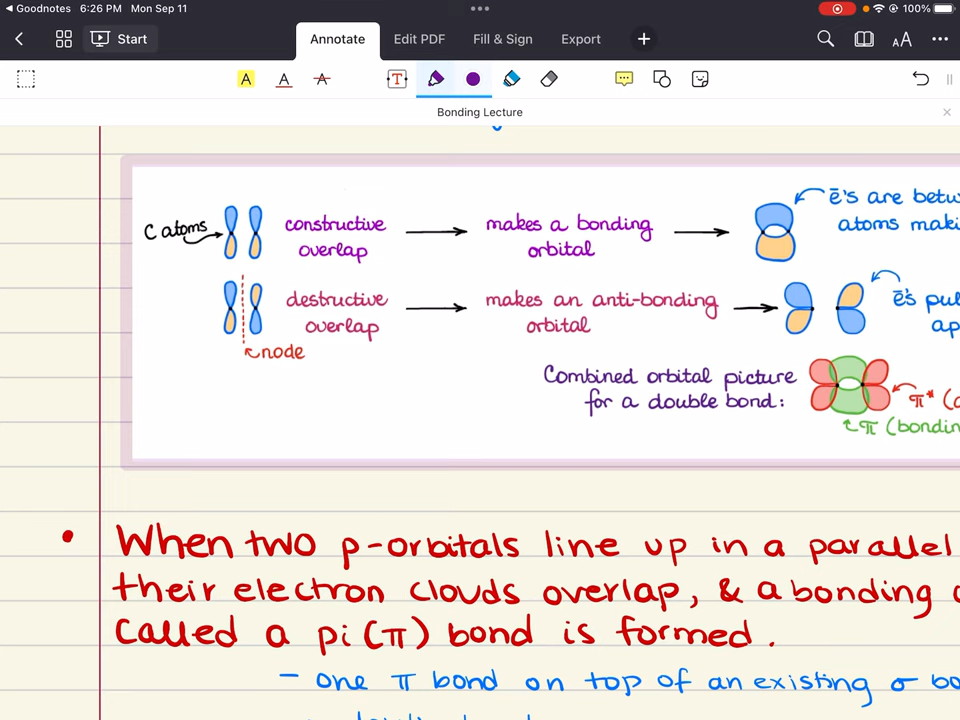 Goodnotes 6:26 PM Mon Sep 11 100%
Start Annotate Edit PDF Fill & Sign Export
A A A T
Bonding Lecture
C atoms
constructive
overlap
makes a bonding
orbital
ē's are betw
atoms maki
destructive
overlap
makes an anti-bonding
orbital
ē's pul
ap
node
Combined orbital picture
for a double bond:
π* (
π (bondin
• When two p-orbitals line up in a parallel
their electron clouds overlap, & a bonding
called a pi (π) bond is formed.
- one π bond on top of an existing σ bo